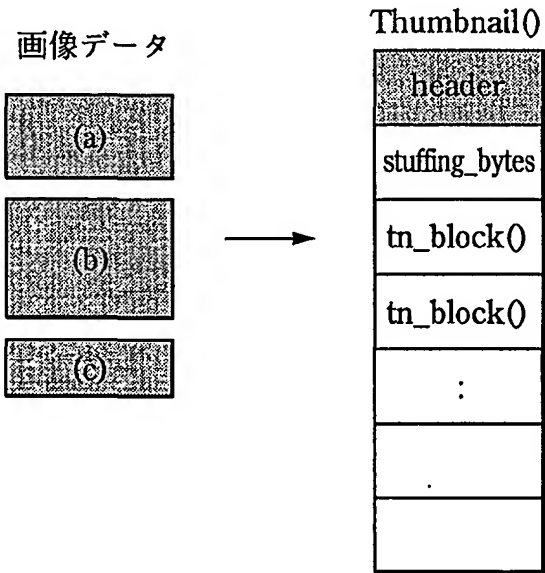 画像データ
(a)
(b)
(c)
Thumbnail()
header
stuffing_bytes
tn_block()
tn_block()
: